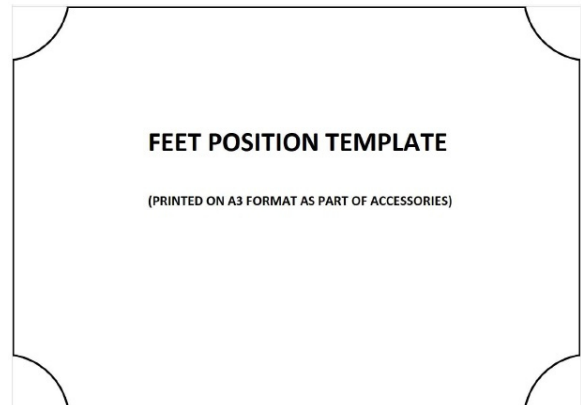 FEET POSITION TEMPLATE
(PRINTED ON A3 FORMAT AS PART OF ACCESSORIES)